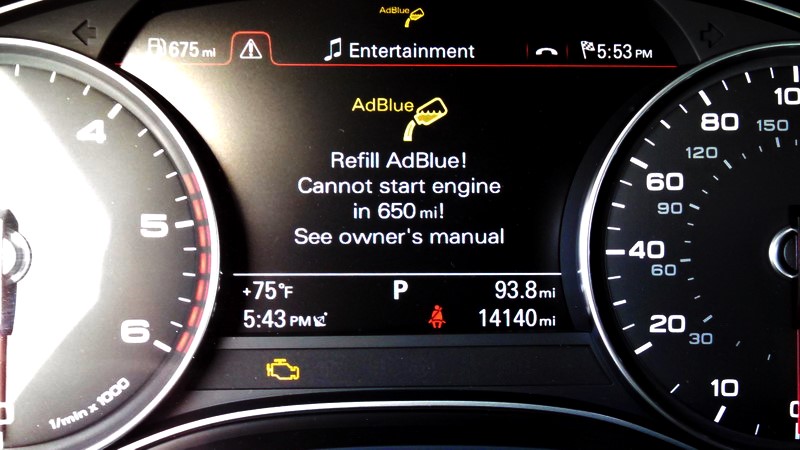 AdBlue
675 mi
Entertainment
5:53 PM
AdBlue
Refill AdBlue!
Cannot start engine
in 650 mi!
See owner's manual
+75°F
P
93.8 mi
5:43 PM
14140 mi
4
5
6
1/min x 1000
10
20
30
40
60
60
90
80
120
150